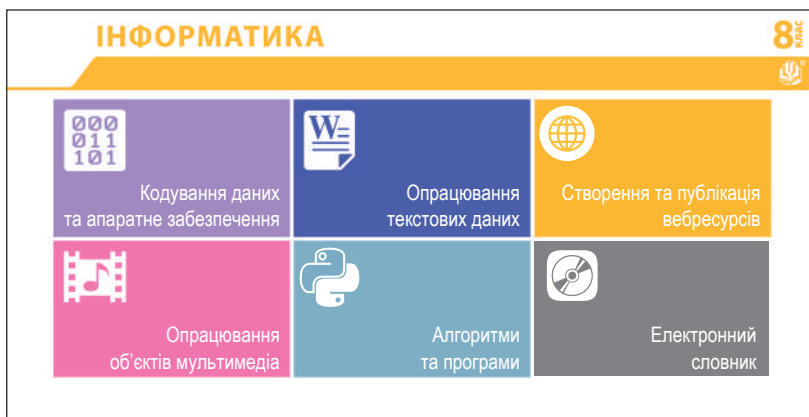 ІНФОРМАТИКА
8 клас
000
011
101
Кодування даних
та апаратне забезпечення
W
Опрацювання
текстових даних
Створення та публікація
вебресурсів
Опрацювання
об’єктів мультимедіа
Алгоритми
та програми
Електронний
словник